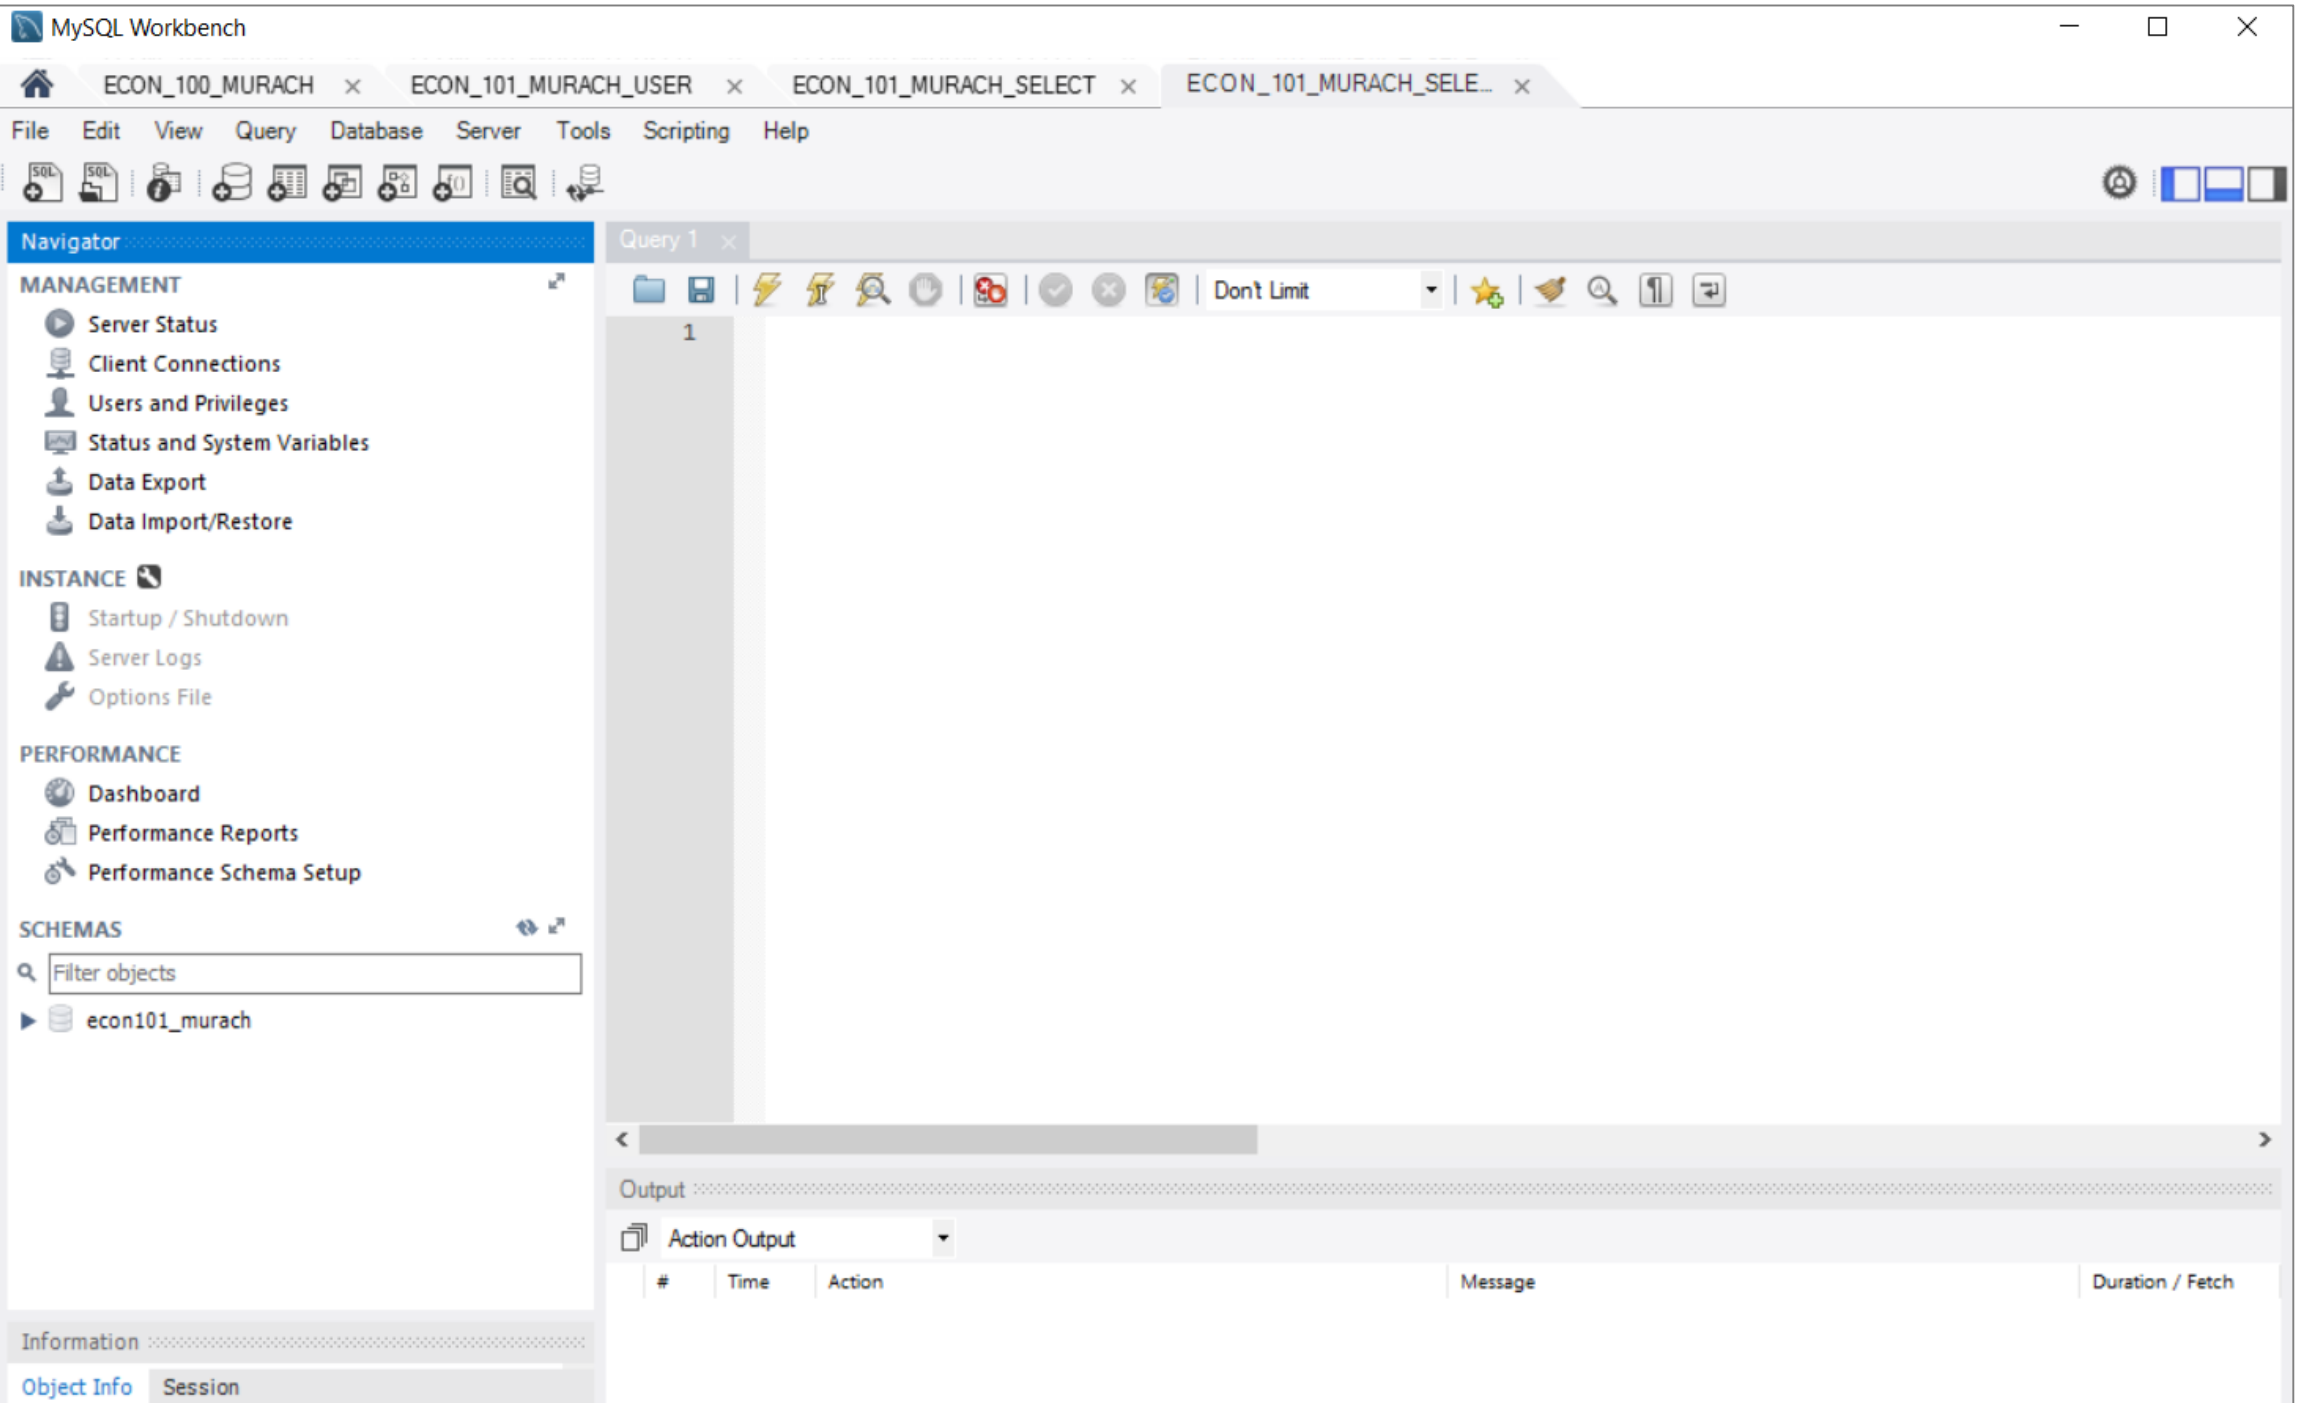 MySQL Workbench
ECON_100_MURACH
ECON_101_MURACH_USER
ECON_101_MURACH_SELECT
ECON_101_MURACH_SELE...
File Edit View Query Database Server Tools Scripting Help
SQL SQL
Navigator
MANAGEMENT
Server Status
Client Connections
Users and Privileges
Status and System Variables
Data Export
Data Import/Restore
INSTANCE
Startup / Shutdown
Server Logs
Options File
PERFORMANCE
Dashboard
Performance Reports
Performance Schema Setup
SCHEMAS
Filter objects
econ101_murach
Information
Object Info Session
Query 1
Don't Limit
1
Output
Action Output
# Time Action Message Duration / Fetch